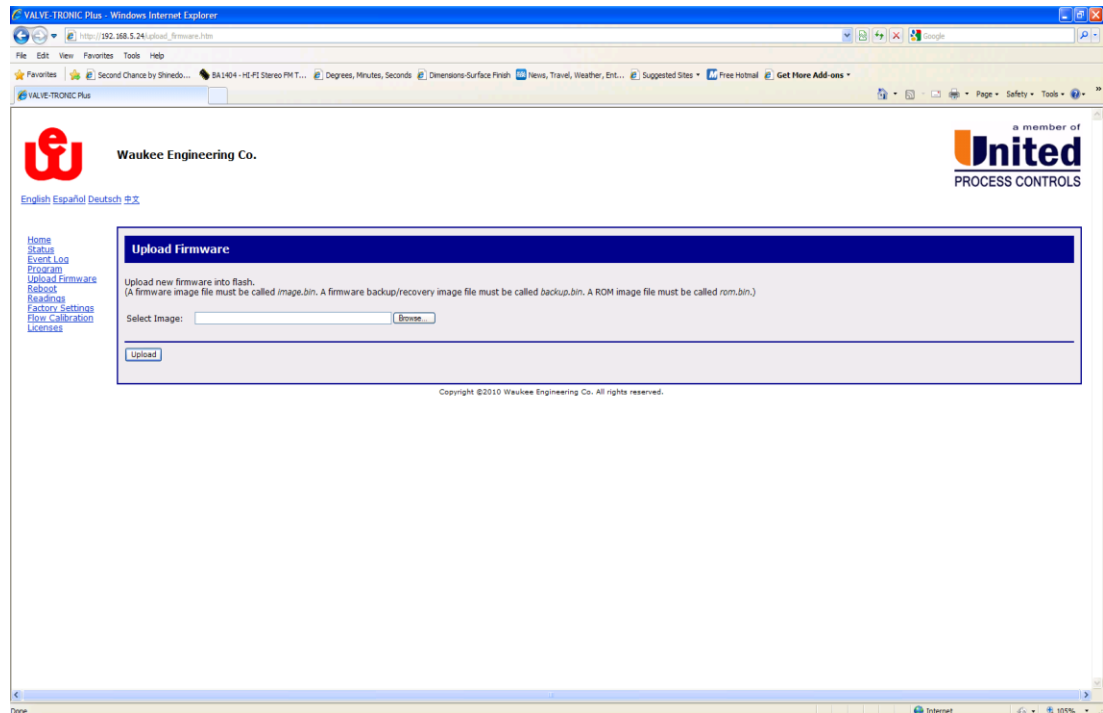 VALVE-TRONIC Plus - Windows Internet Explorer
http://192.168.5.24/upload_firmware.htm
Google
File Edit View Favorites Tools Help
Favorites Second Chance by Shinedo... BA1404 - HI-FI Stereo FM T... Degrees, Minutes, Seconds Dimensions-Surface Finish News, Travel, Weather, Ent... Suggested Sites Free Hotmail Get More Add-ons
VALVE-TRONIC Plus
Page Safety Tools
eu
Waukee Engineering Co.
a member of
United
PROCESS CONTROLS
English Español Deutsch 中文
Home
Status
Event Log
Program
Upload Firmware
Reboot
Readings
Factory Settings
Flow Calibration
Licenses
Upload Firmware
Upload new firmware into flash.
(A firmware image file must be called image.bin. A firmware backup/recovery image file must be called backup.bin. A ROM image file must be called rom.bin.)
Select Image: Browse...
Upload
Copyright ©2010 Waukee Engineering Co. All rights reserved.
Done
Internet
105%